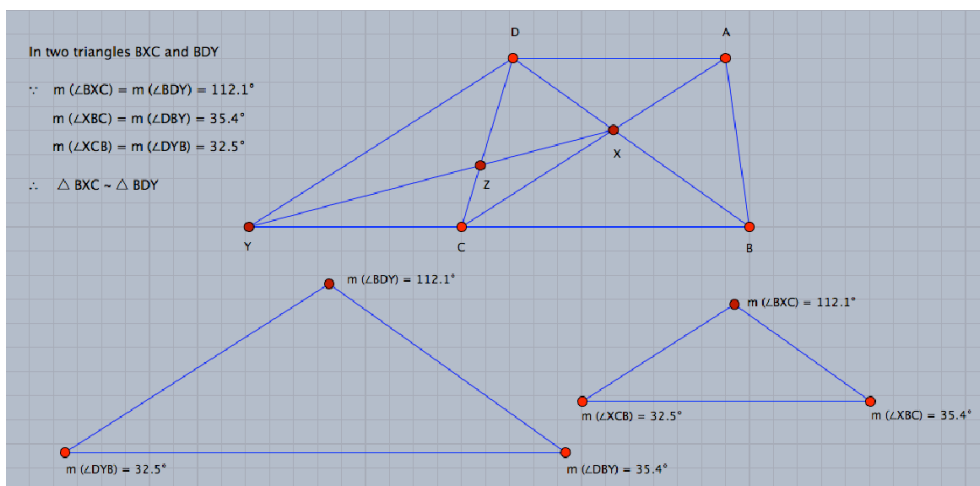 In two triangles BXC and BDY
∵ m (∠BXC) = m (∠BDY) = 112.1°
m (∠XBC) = m (∠DBY) = 35.4°
m (∠XCB) = m (∠DYB) = 32.5°
∴ △ BXC ~ △ BDY
D
A
X
Z
Y
C
B
m (∠BDY) = 112.1°
m (∠BXC) = 112.1°
m (∠XCB) = 32.5°
m (∠XBC) = 35.4°
m (∠DYB) = 32.5°
m (∠DBY) = 35.4°